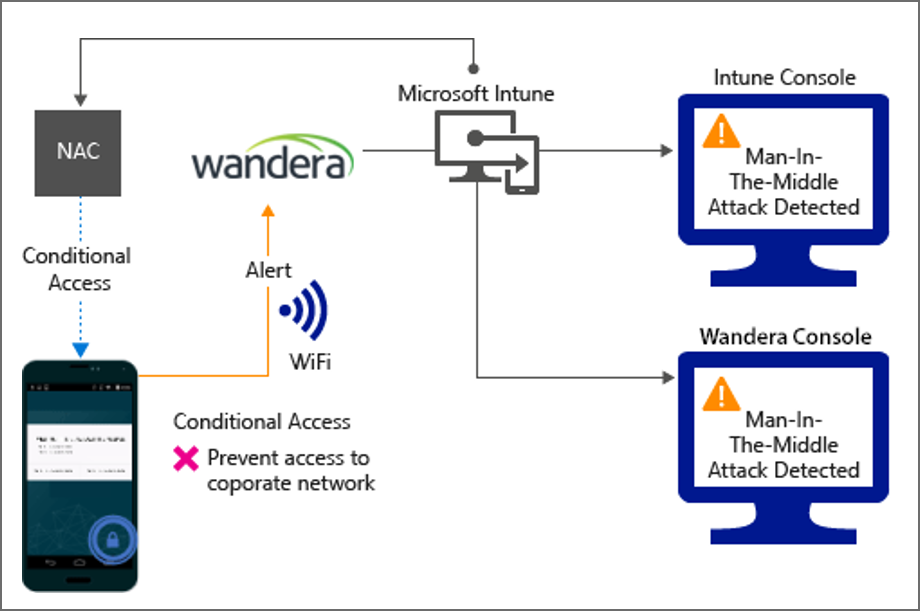 Microsoft Intune
Intune Console
NAC
wandera
Man-In-
The-Middle
Attack Detected
Conditional
Access
Alert
WiFi
Wandera Console
Man-In-
The-Middle
Attack Detected
Conditional Access
Prevent access to
coporate network